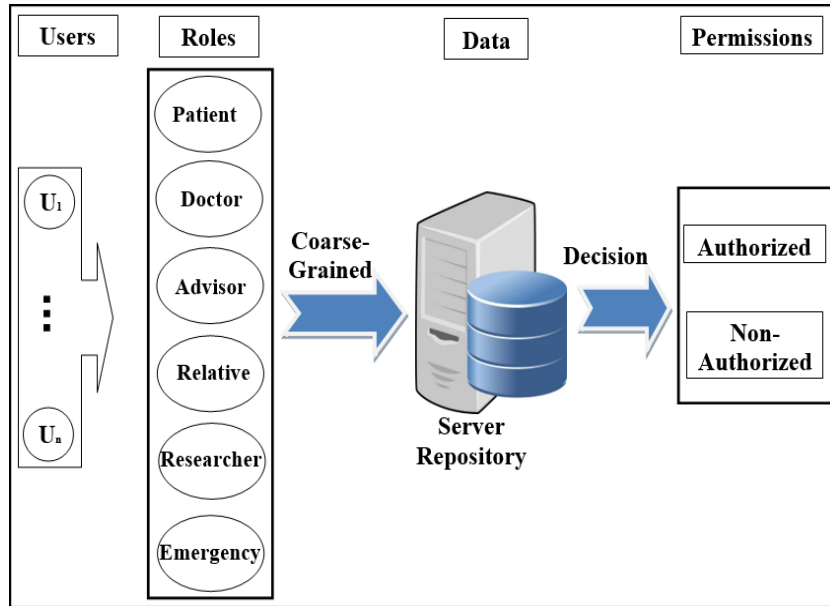 Users
Roles
Data
Permissions
U1
Un
Patient
Doctor
Advisor
Relative
Researcher
Emergency
Coarse-
Grained
Server
Repository
Decision
Authorized
Non-
Authorized